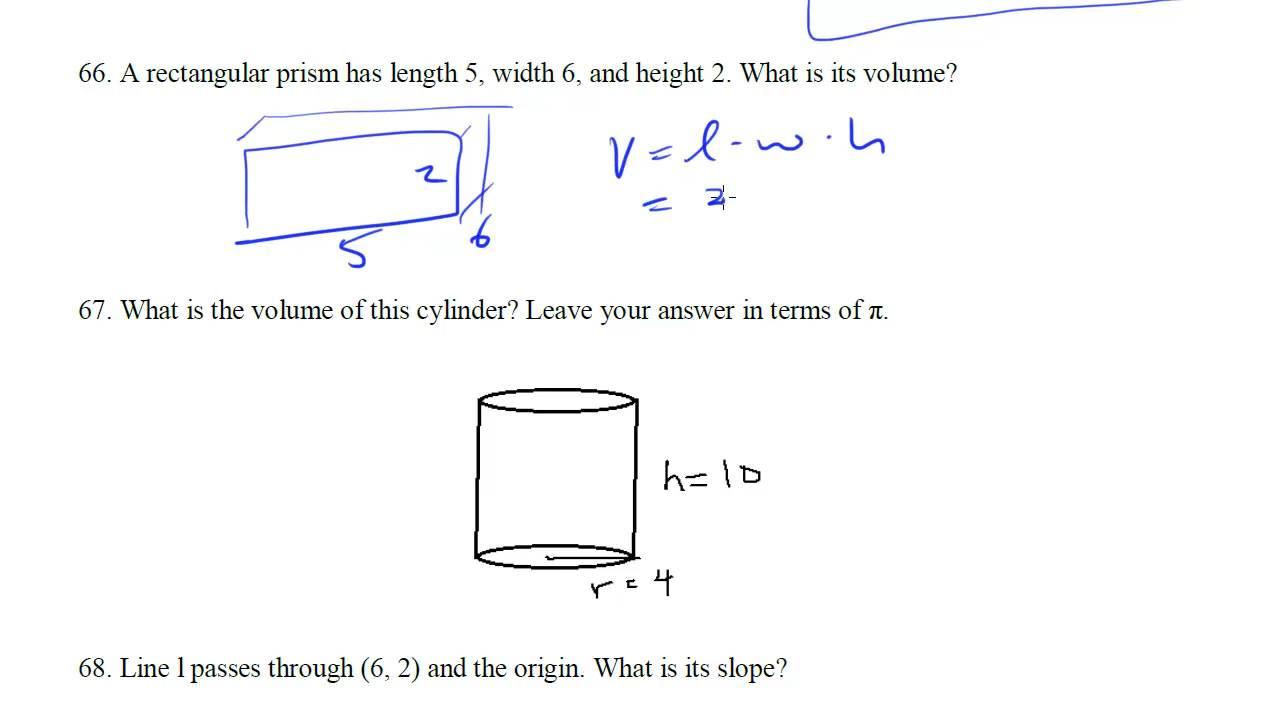 66. A rectangular prism has length 5, width 6, and height 2. What is its volume?
V = l · w · h
2
= 2
6
5
67. What is the volume of this cylinder? Leave your answer in terms of π.
h = 10
r = 4
68. Line l passes through (6, 2) and the origin. What is its slope?